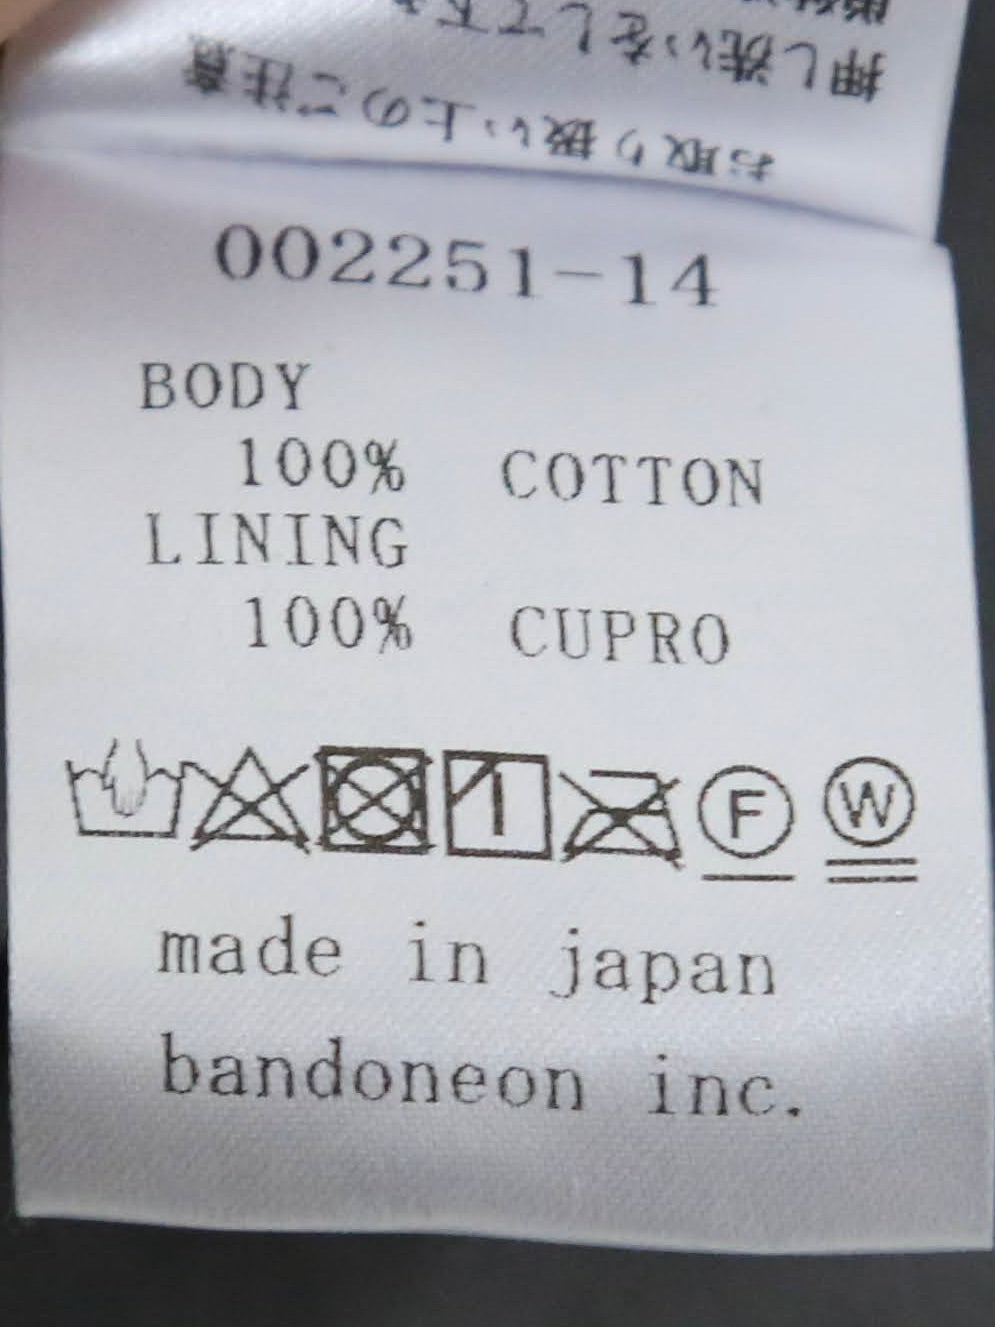 押し洗いをして下さ
お取り扱い上のご注意
002251-14
BODY
100% COTTON
LINING
100% CUPRO
F W
made in japan
bandoneon inc.